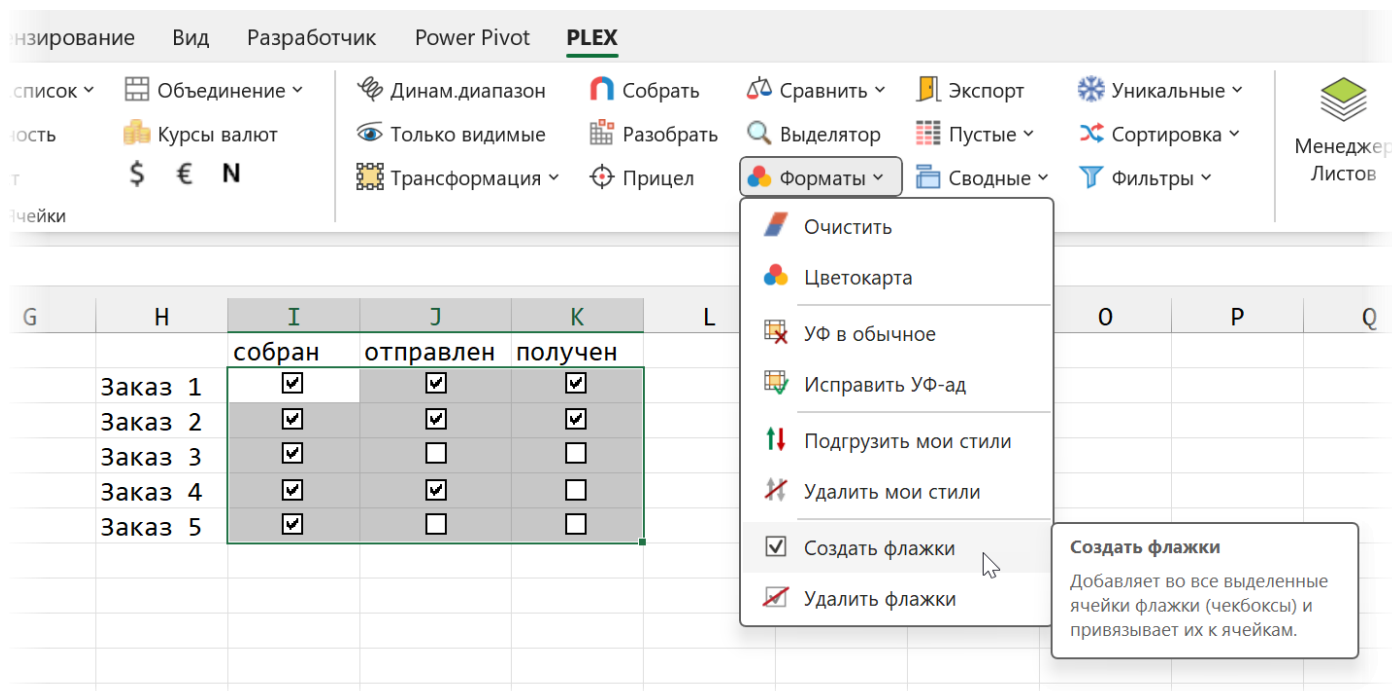 нзирование Вид Разработчик Power Pivot PLEX
список Объединение Динам.диапазон Собрать Сравнить Экспорт Уникальные
ность Курсы валют Только видимые Разобрать Выделятор Пустые Сортировка Менеджер
т $ € N Трансформация Прицел Форматы Сводные Фильтры Листов
Ячейки
Очистить
Цветокарта
УФ в обычное
Исправить УФ-ад
Подгрузить мои стили
Удалить мои стили
Создать флажки
Удалить флажки
Создать флажки
Добавляет во все выделенные
ячейки флажки (чекбоксы) и
привязывает их к ячейкам.
G H I J K L O P Q
собран отправлен получен
Заказ 1
Заказ 2
Заказ 3
Заказ 4
Заказ 5